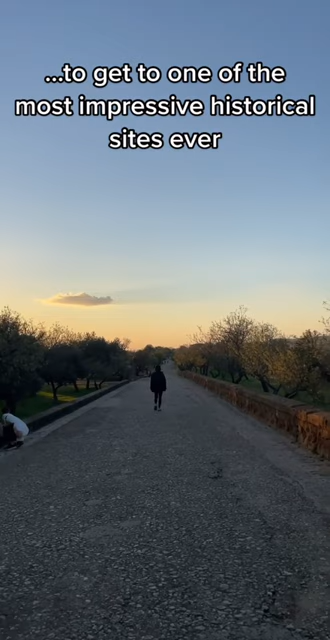 ...to get to one of the
most impressive historical
sites ever